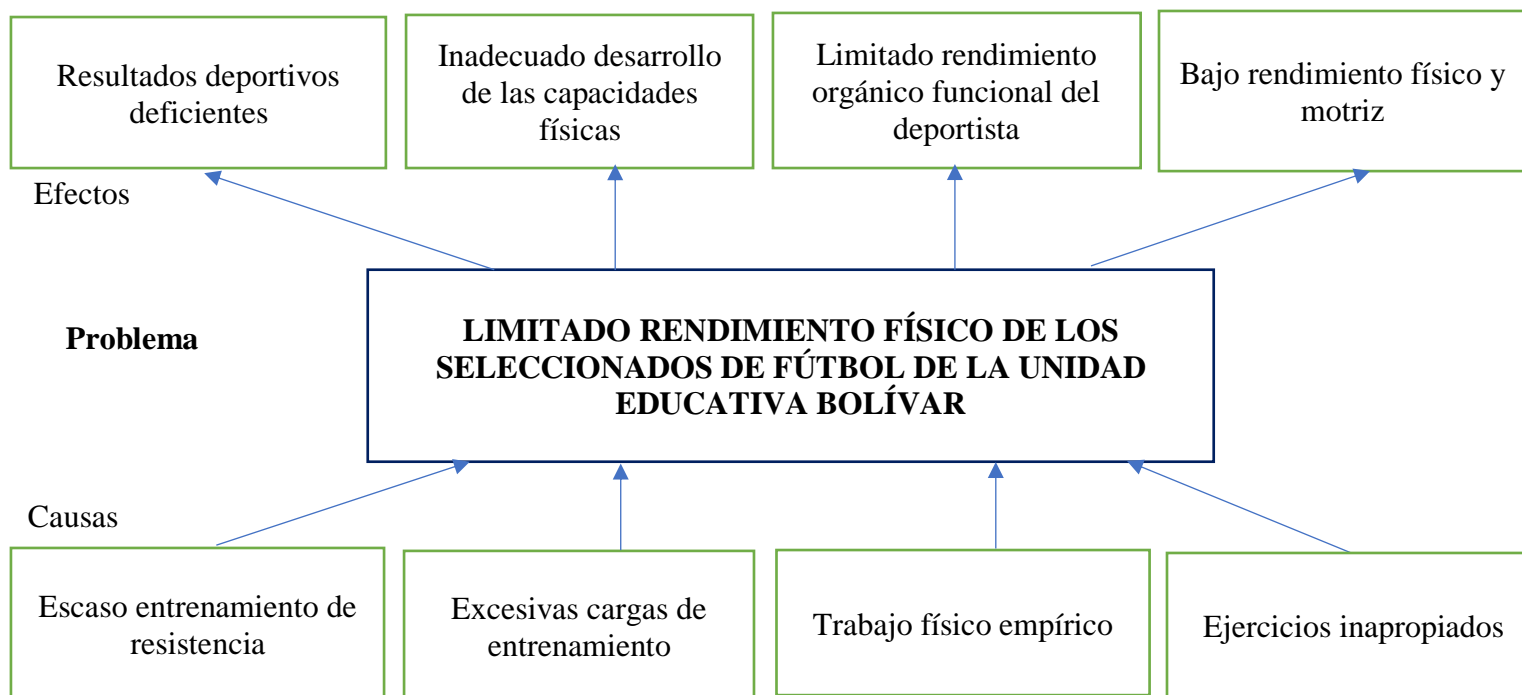 Resultados deportivos
deficientes
Inadecuado desarrollo
de las capacidades
físicas
Limitado rendimiento
orgánico funcional del
deportista
Bajo rendimiento físico y
motriz
Efectos
Problema
LIMITADO RENDIMIENTO FÍSICO DE LOS
SELECCIONADOS DE FÚTBOL DE LA UNIDAD
EDUCATIVA BOLÍVAR
Causas
Escaso entrenamiento de
resistencia
Excesivas cargas de
entrenamiento
Trabajo físico empírico
Ejercicios inapropiados